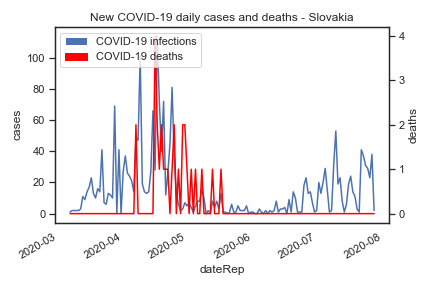 New COVID-19 daily cases and deaths - Slovakia
COVID-19 infections
COVID-19 deaths
cases
100
80
60
40
20
0
deaths
4
3
2
1
0
2020-03
2020-04
2020-05
2020-06
2020-07
2020-08
dateRep